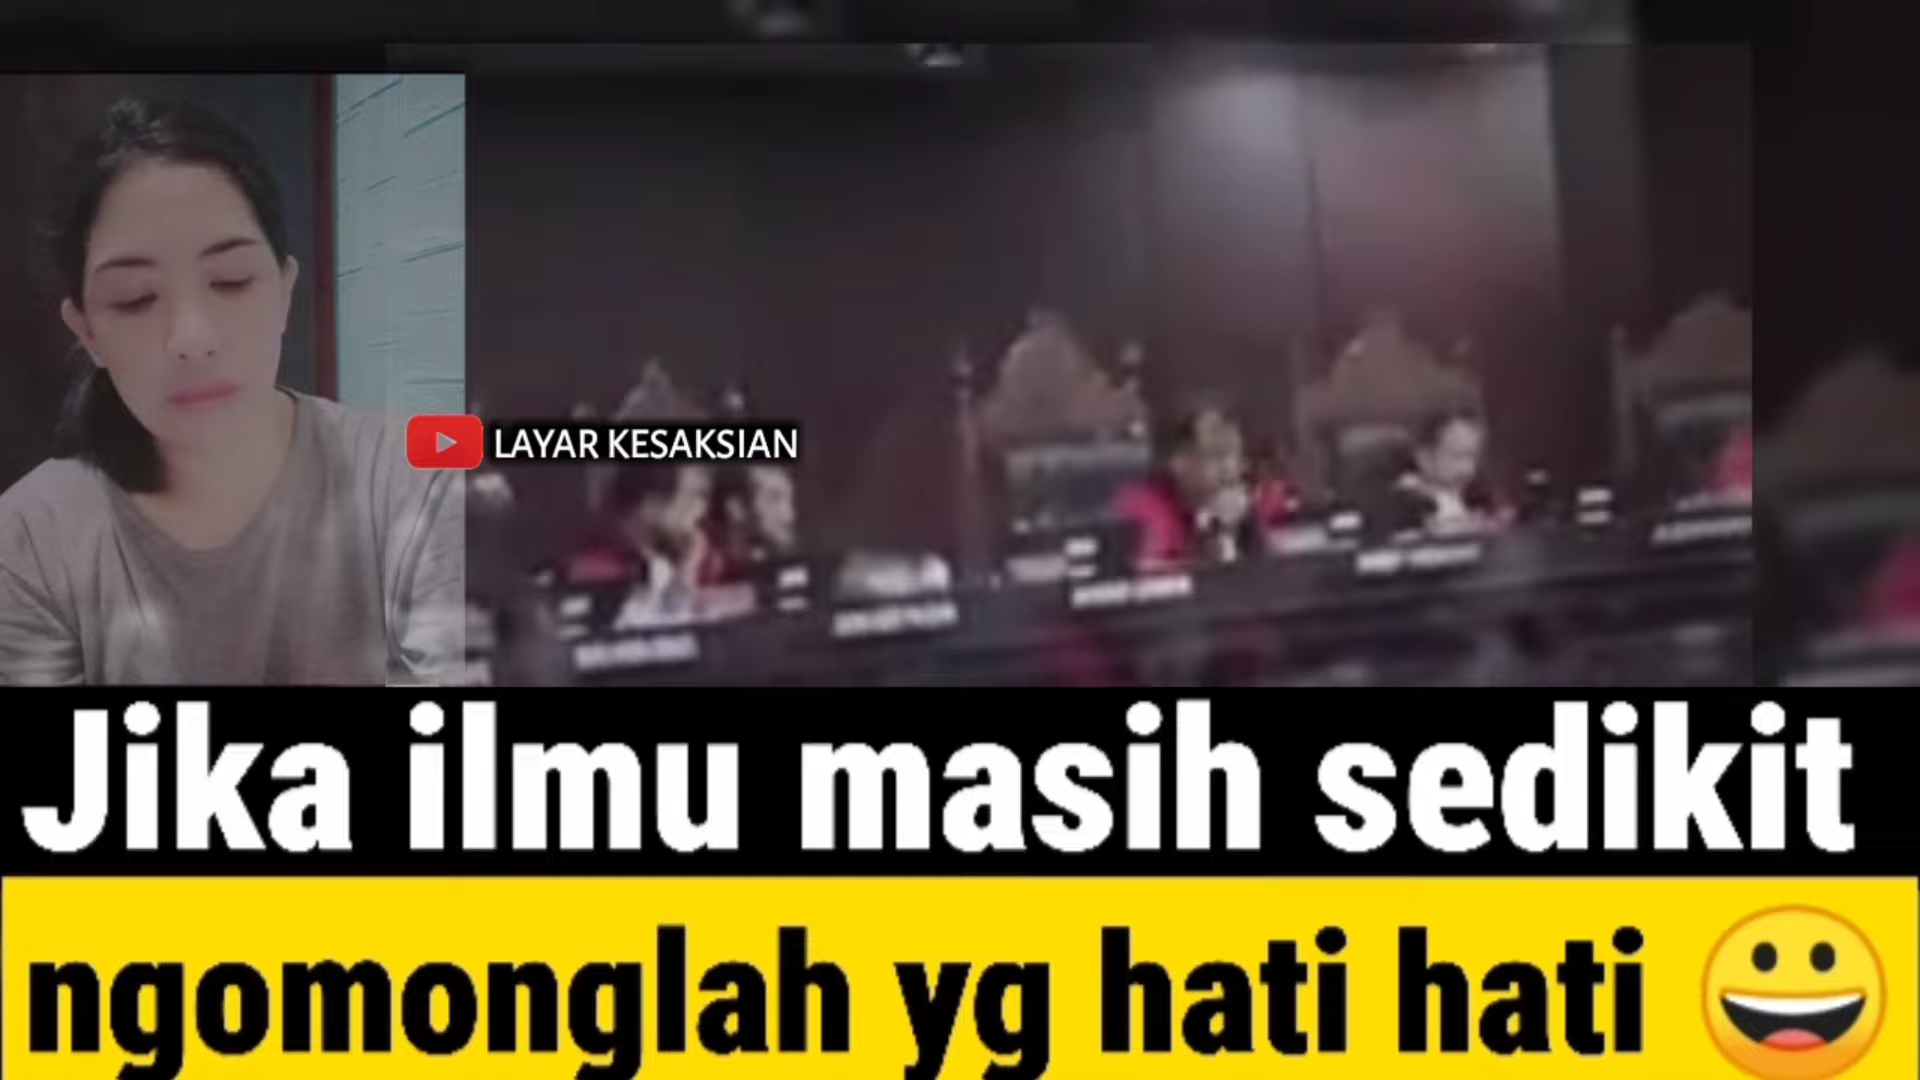 LAYAR KESAKSIAN
Jika ilmu masih sedikit
ngomonglah yg hati hati 😀